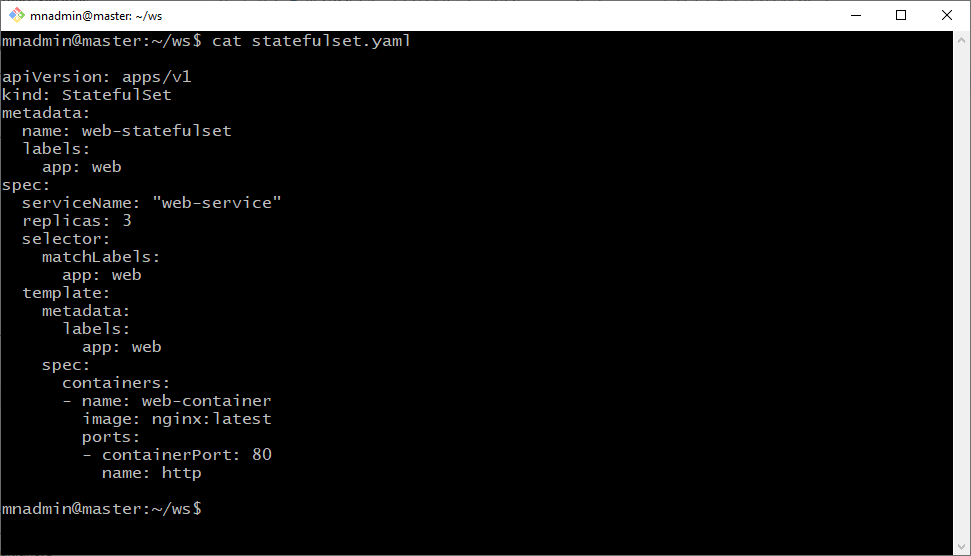 mnadmin@master: ~/ws
mnadmin@master:~/ws$ cat statefulset.yaml

apiVersion: apps/v1
kind: StatefulSet
metadata:
  name: web-statefulset
  labels:
    app: web
spec:
  serviceName: "web-service"
  replicas: 3
  selector:
    matchLabels:
      app: web
  template:
    metadata:
      labels:
        app: web
    spec:
      containers:
      - name: web-container
        image: nginx:latest
        ports:
        - containerPort: 80
          name: http

mnadmin@master:~/ws$